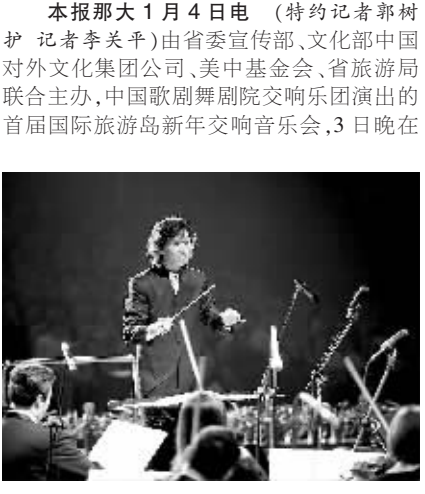 本报那大1月4日电 (特约记者郭树
护 记者李关平)由省委宣传部、文化部中国
对外文化集团公司、美中基金会、省旅游局
联合主办,中国歌剧舞剧院交响乐团演出的
首届国际旅游岛新年交响音乐会,3日晚在